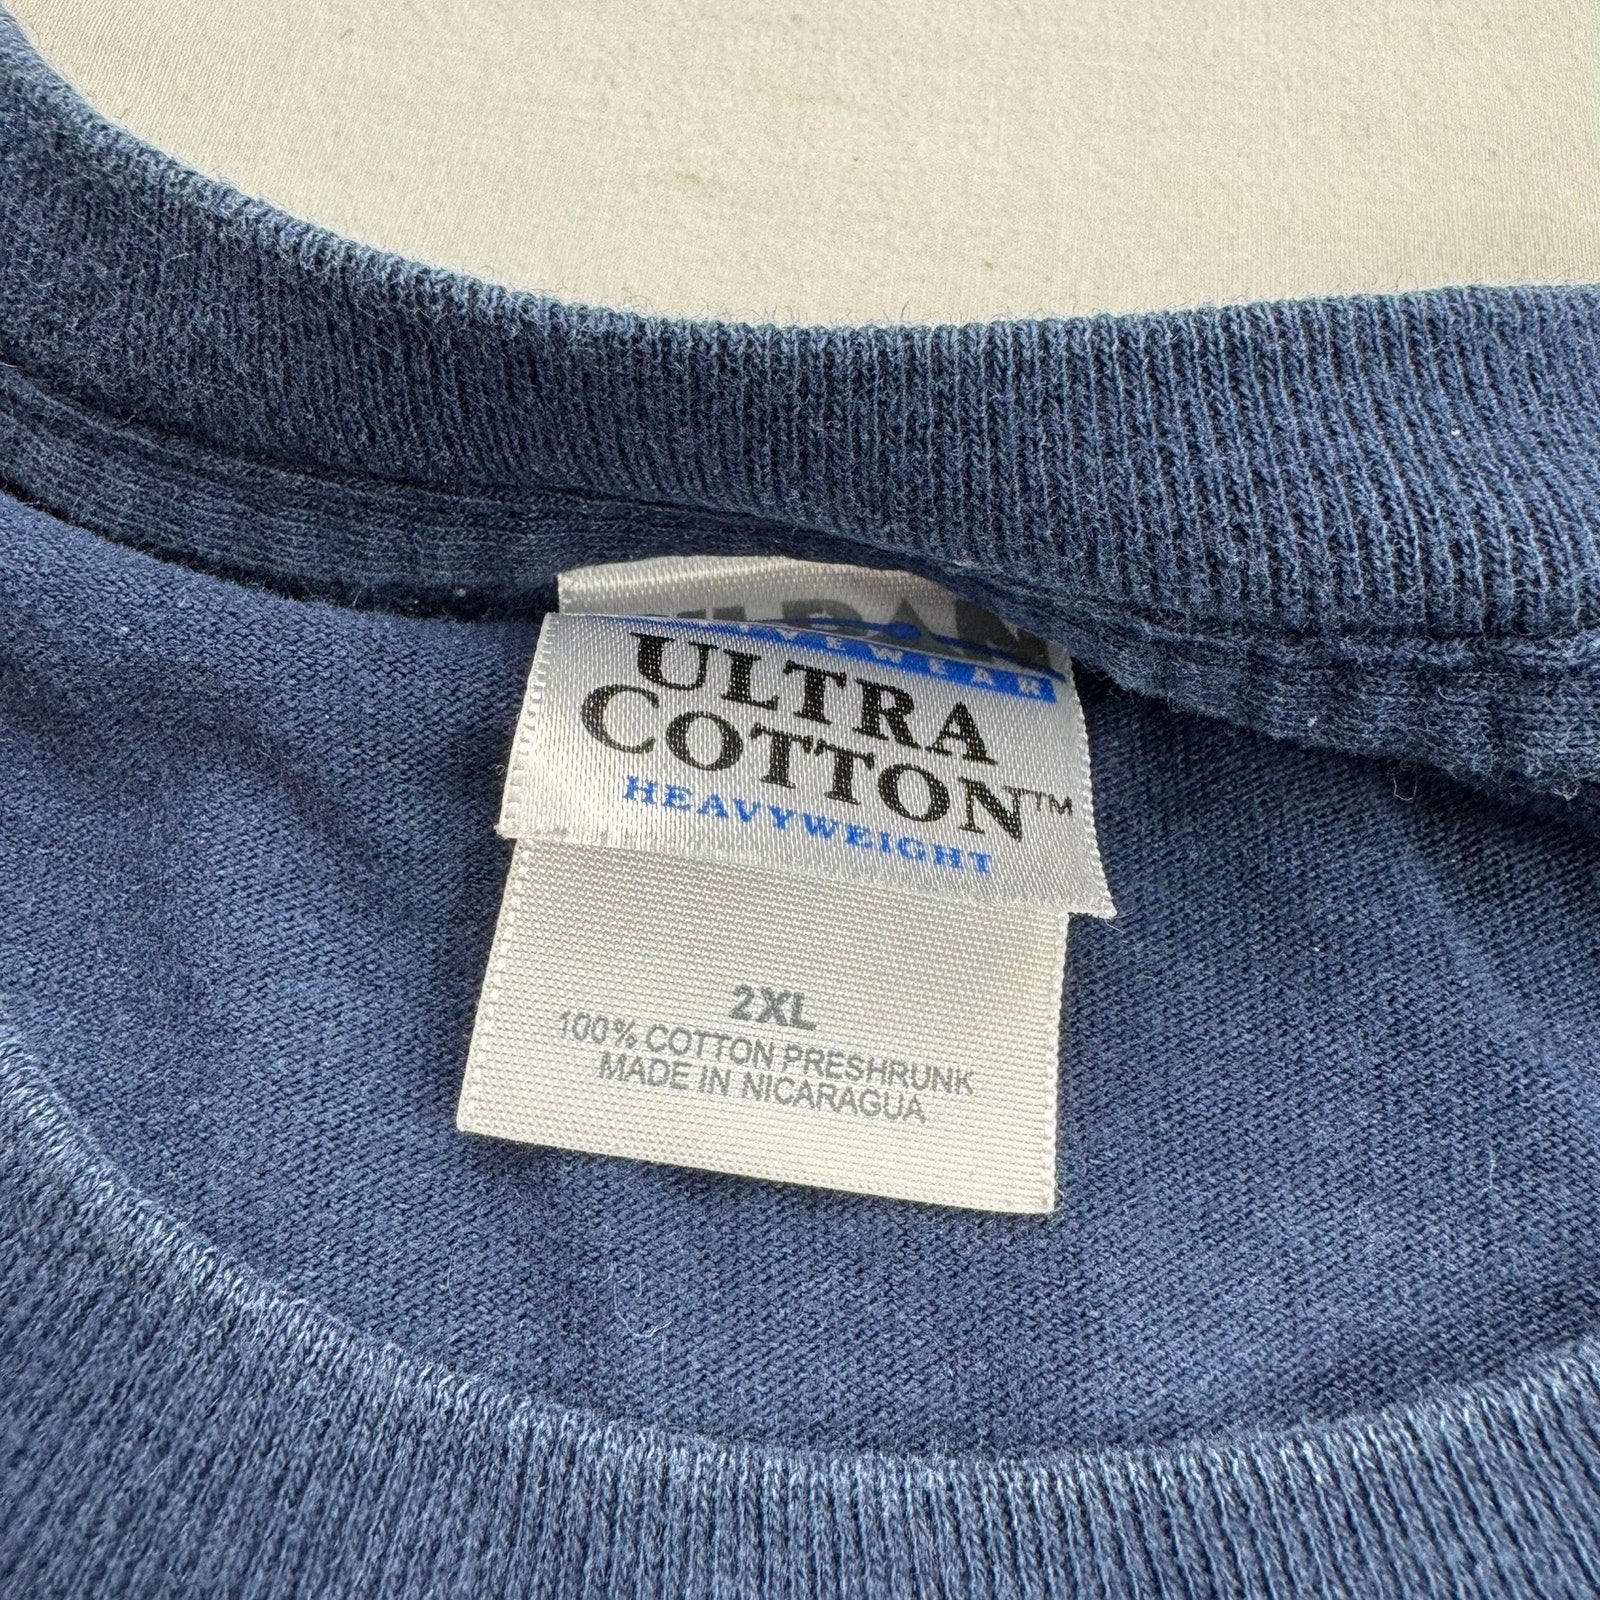 ULTRA
COTTON™
HEAVYWEIGHT
2XL
100% COTTON PRESHRUNK
MADE IN NICARAGUA